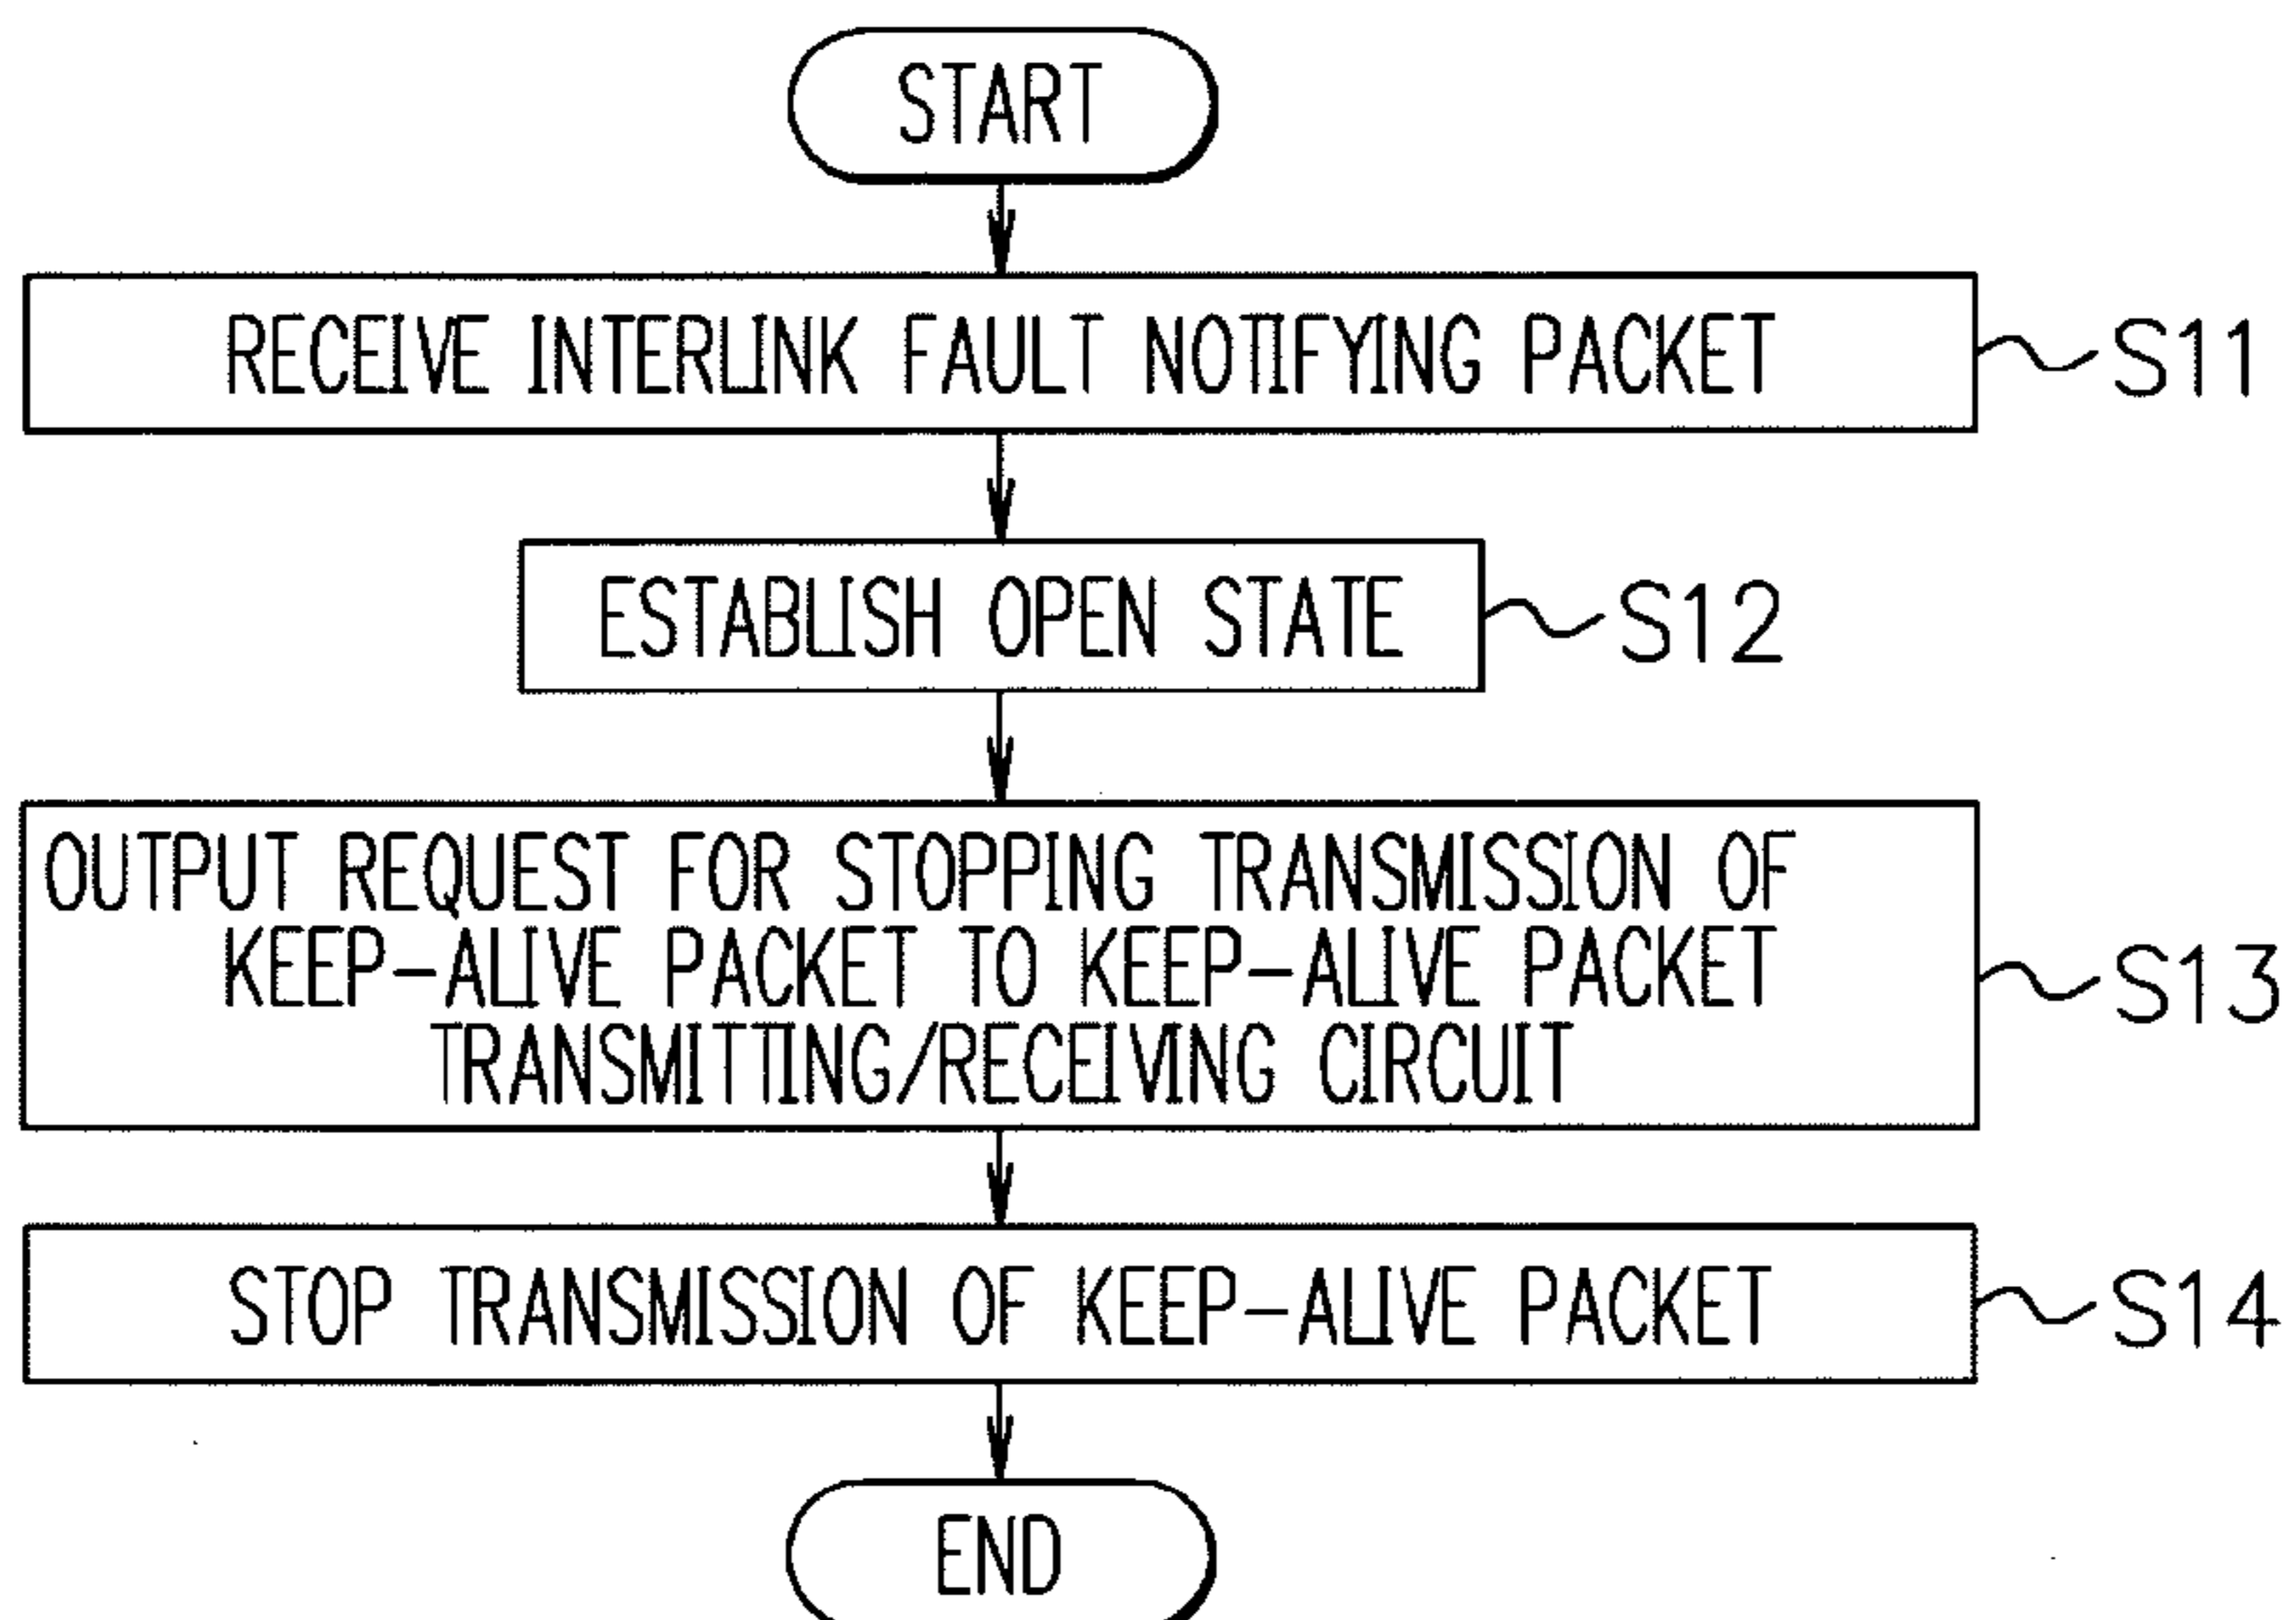 START
RECEIVE INTERLINK FAULT NOTIFYING PACKET
S11
ESTABLISH OPEN STATE
S12
OUTPUT REQUEST FOR STOPPING TRANSMISSION OF
KEEP-ALIVE PACKET TO KEEP-ALIVE PACKET
TRANSMITTING/RECEIVING CIRCUIT
S13
STOP TRANSMISSION OF KEEP-ALIVE PACKET
S14
END